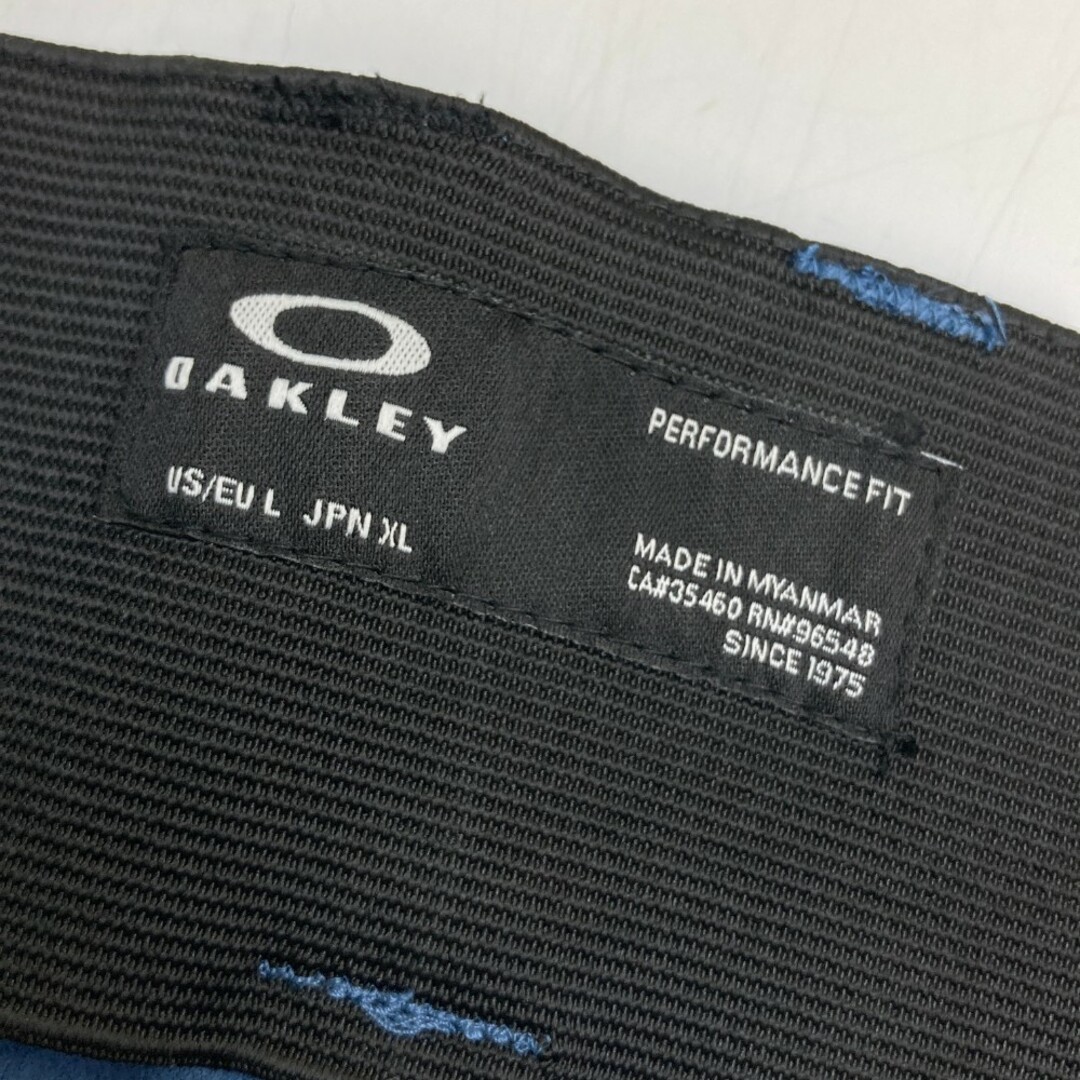 OAKLEY
US/EU L JPN XL
PERFORMANCE FIT
MADE IN MYANMAR
CA#35460 RN#96548
SINCE 1975